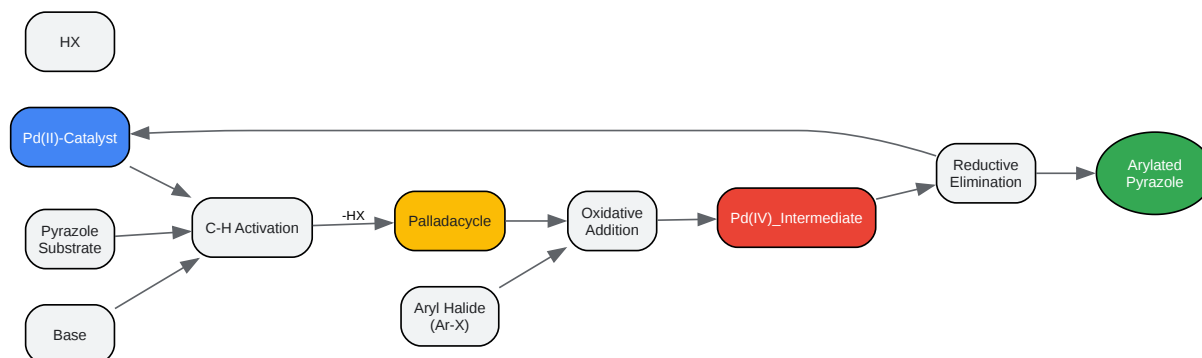 HX
Pd(II)-Catalyst
Pyrazole
Substrate
Base
C-H Activation
-HX
Palladacycle
Aryl Halide
(Ar-X)
Oxidative
Addition
Pd(IV)_Intermediate
Reductive
Elimination
Arylated
Pyrazole